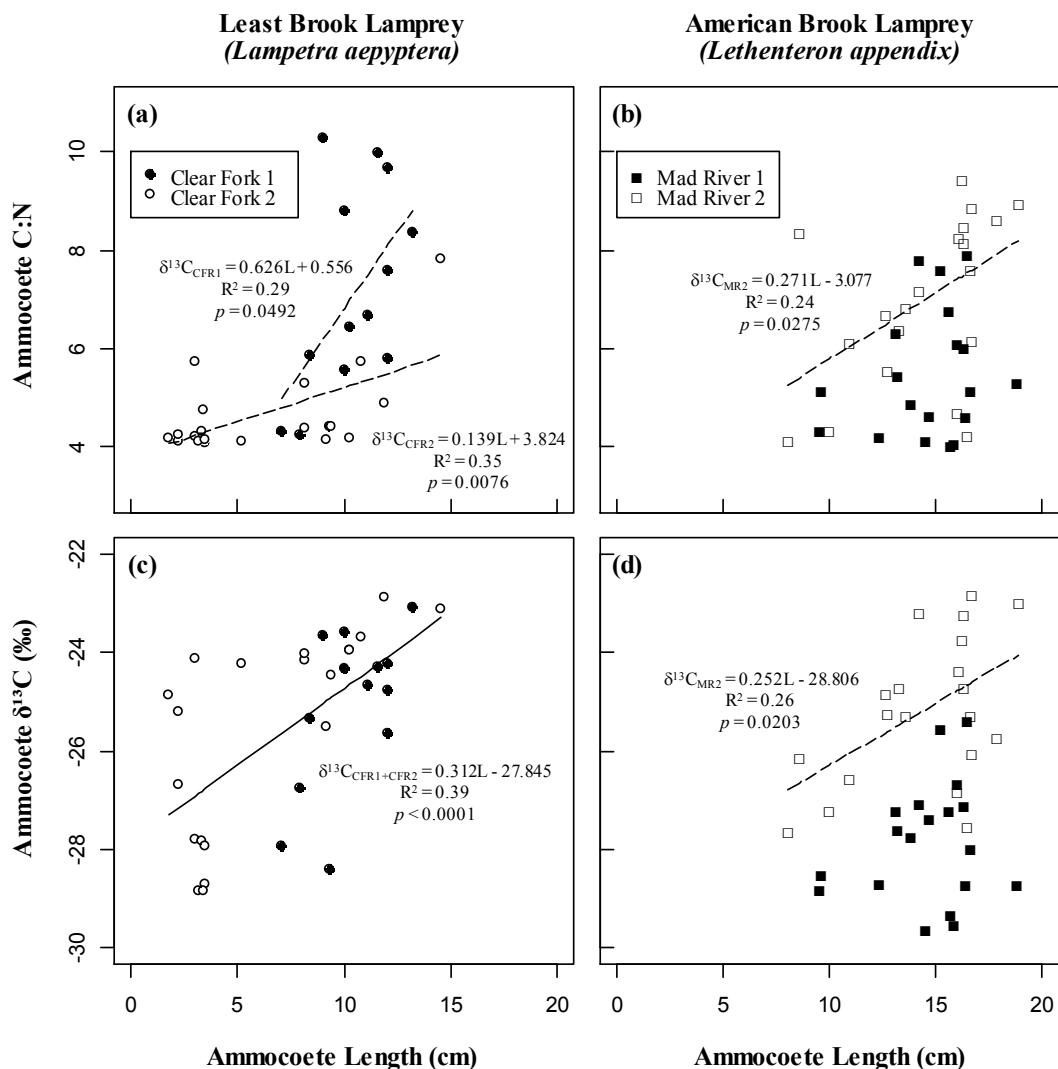 Least Brook Lamprey
(Lampetra aepyptera)
American Brook Lamprey
(Lethenteron appendix)
Ammocoete C:N
10
8
6
4
(a)
Clear Fork 1
Clear Fork 2
δ¹³C_CFR1 = 0.626L + 0.556
R² = 0.29
p = 0.0492
δ¹³C_CFR2 = 0.139L + 3.824
R² = 0.35
p = 0.0076
(b)
Mad River 1
Mad River 2
δ¹³C_MR2 = 0.271L - 3.077
R² = 0.24
p = 0.0275
Ammocoete δ¹³C (‰)
-22
-24
-26
-28
-30
(c)
δ¹³C_CFR1+CFR2 = 0.312L - 27.845
R² = 0.39
p < 0.0001
(d)
δ¹³C_MR2 = 0.252L - 28.806
R² = 0.26
p = 0.0203
0 5 10 15 20
0 5 10 15 20
Ammocoete Length (cm)
Ammocoete Length (cm)